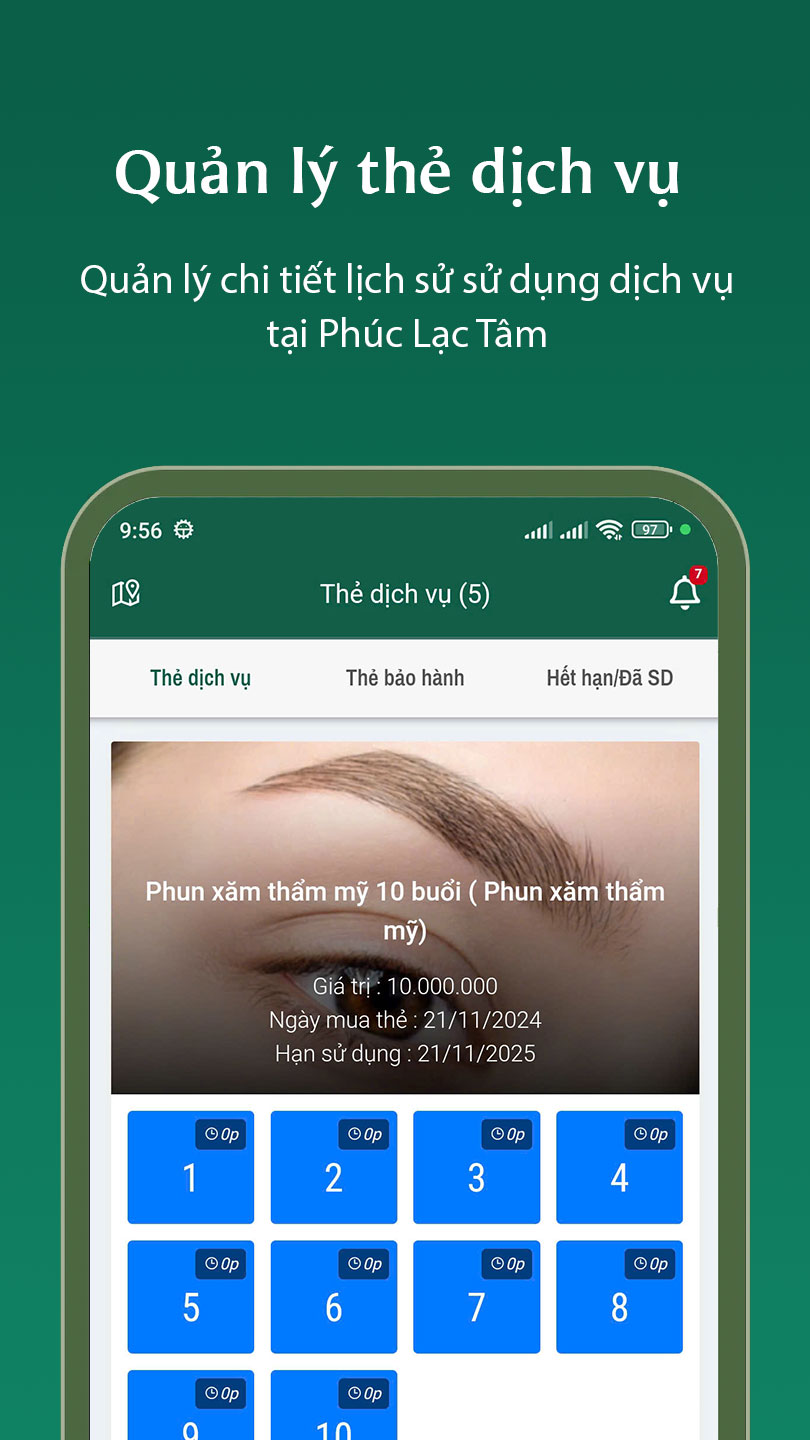 Quản lý thẻ dịch vụ
Quản lý chi tiết lịch sử sử dụng dịch vụ
tại Phúc Lạc Tâm
9:56
97
Thẻ dịch vụ (5)
7
Thẻ dịch vụ
Thẻ bảo hành
Hết hạn/Đã SD
Phun xăm thẩm mỹ 10 buổi ( Phun xăm thẩm
mỹ)
Giá trị : 10.000.000
Ngày mua thẻ : 21/11/2024
Hạn sử dụng : 21/11/2025
0p
0p
0p
0p
1
2
3
4
0p
0p
0p
0p
5
6
7
8
0p
0p
9
10